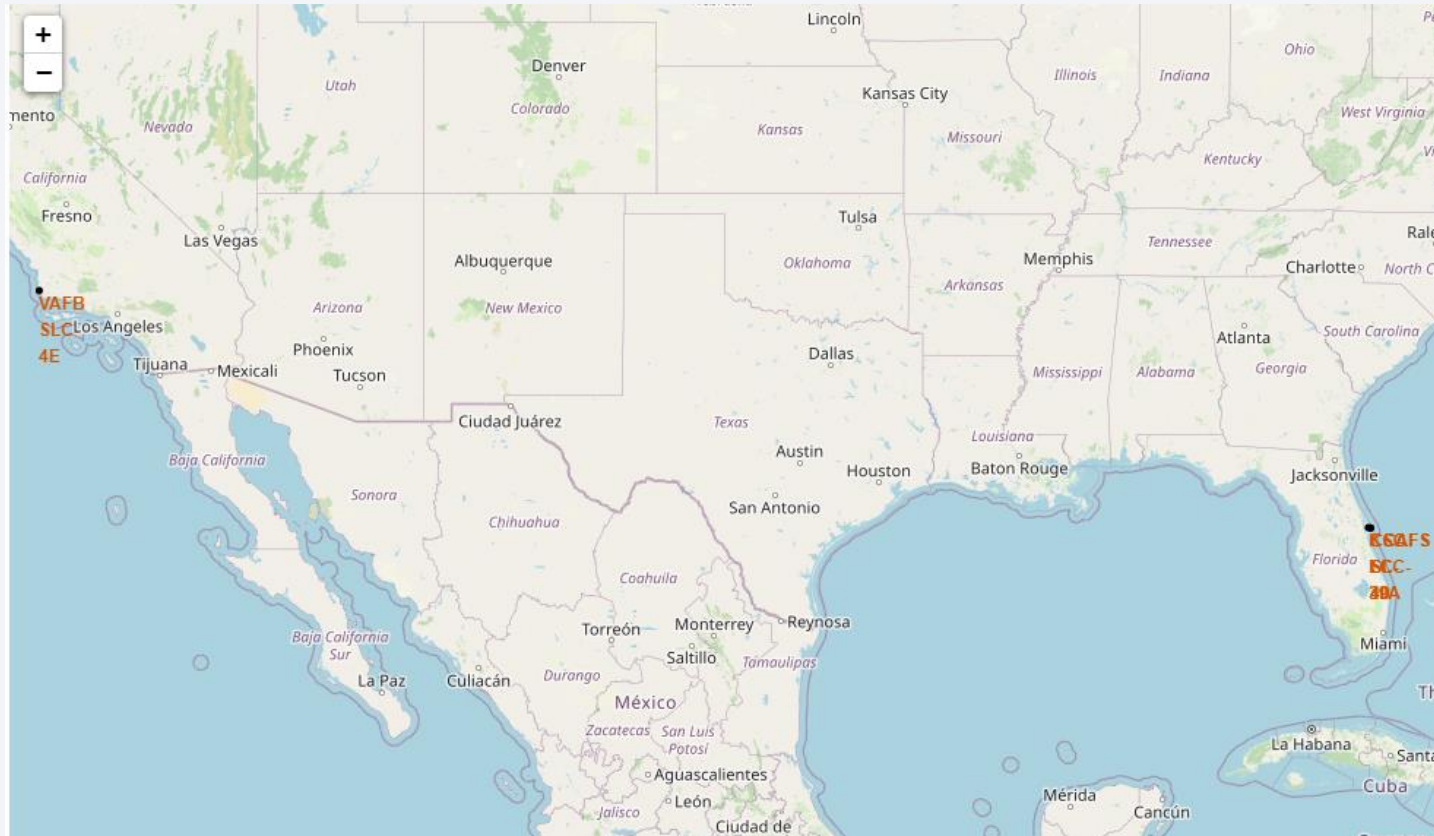 +
−
Lincoln
Denver
Utah
Colorado
Kansas City
Kansas
Missouri
Illinois
Indiana
Ohio
West Virginia
Kentucky
mento
Nevada
California
Fresno
Las Vegas
Albuquerque
New Mexico
Arizona
Phoenix
Tucson
Tulsa
Oklahoma
Memphis
Arkansas
Tennessee
Charlotte
North C
Rale
South Carolina
Atlanta
Georgia
Alabama
Mississippi
VAFB
SLC-
4E
Los Angeles
Tijuana
Mexicali
Ciudad Juárez
Dallas
Texas
Austin
Houston
San Antonio
Louisiana
Baton Rouge
Jacksonville
Florida
Miami
Baja California
Sonora
Chihuahua
Coahuila
Baja California
Sur
La Paz
Culiacán
Torreón
Durango
Monterrey
Saltillo
Reynosa
Tamaulipas
México
Zacatecas
San Luis
Potosí
Aguascalientes
León
Jalisco
Ciudad de
Mérida
Cancún
La Habana
Santa
Cuba
Th